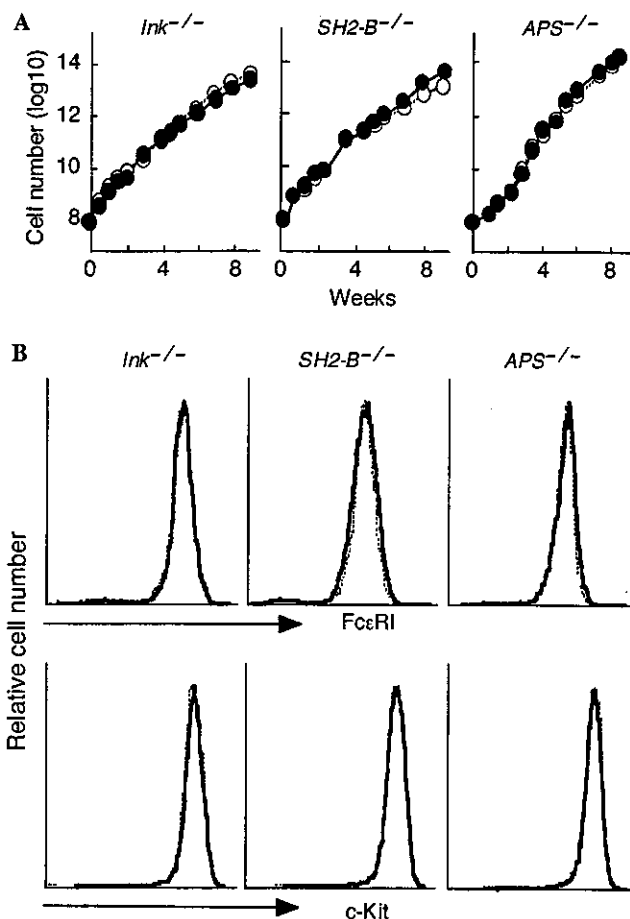 A
lnk-/- SH2-B-/- APS-/-
Cell number (log10)
14
12
10
8
0 4 8 0 4 8 0 4 8
Weeks
B
lnk-/- SH2-B-/- APS-/-
Relative cell number
FcεRI
c-Kit